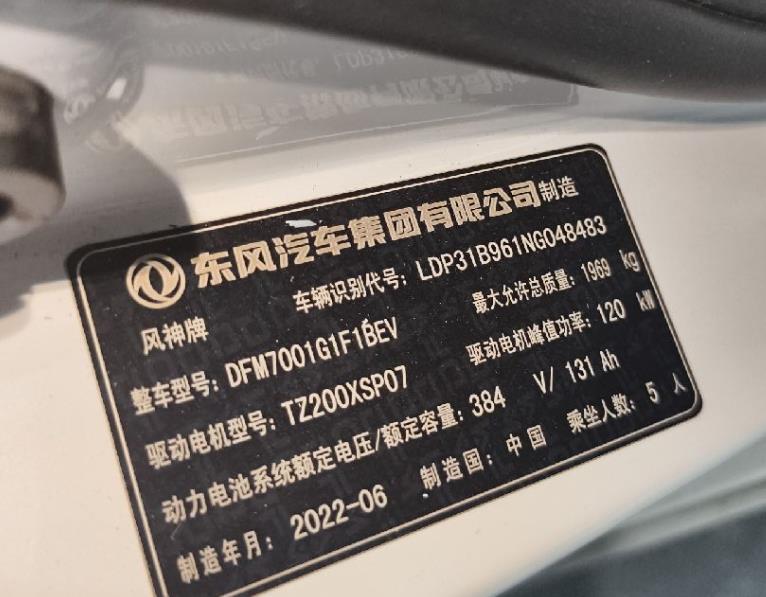 东风汽车集团有限公司制造
风神牌 车辆识别代号: LDP31B961NG048483
整车型号: DFM7001G1F1BEV 最大允许总质量: 1969 kg
驱动电机型号: TZ200XSP07 驱动电机峰值功率: 120 kW
动力电池系统额定电压/额定容量: 384 V/ 131 Ah
制造年月: 2022-06 制造国: 中国 乘坐人数: 5 人